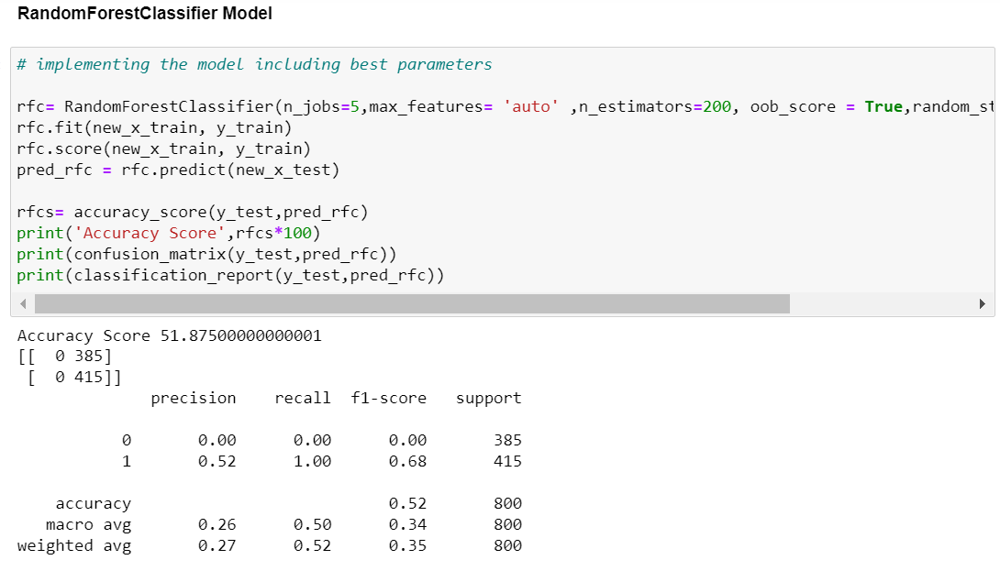 RandomForestClassifier Model
# implementing the model including best parameters
rfc= RandomForestClassifier(n_jobs=5,max_features= 'auto' ,n_estimators=200, oob_score = True,random_st
rfc.fit(new_x_train, y_train)
rfc.score(new_x_train, y_train)
pred_rfc = rfc.predict(new_x_test)
rfcs= accuracy_score(y_test,pred_rfc)
print('Accuracy Score',rfcs*100)
print(confusion_matrix(y_test,pred_rfc))
print(classification_report(y_test,pred_rfc))
Accuracy Score 51.87500000000001
[[  0 385]
 [  0 415]]
precision    recall  f1-score   support
0       0.00      0.00      0.00       385
1       0.52      1.00      0.68       415
accuracy                           0.52       800
macro avg       0.26      0.50      0.34       800
weighted avg       0.27      0.52      0.35       800